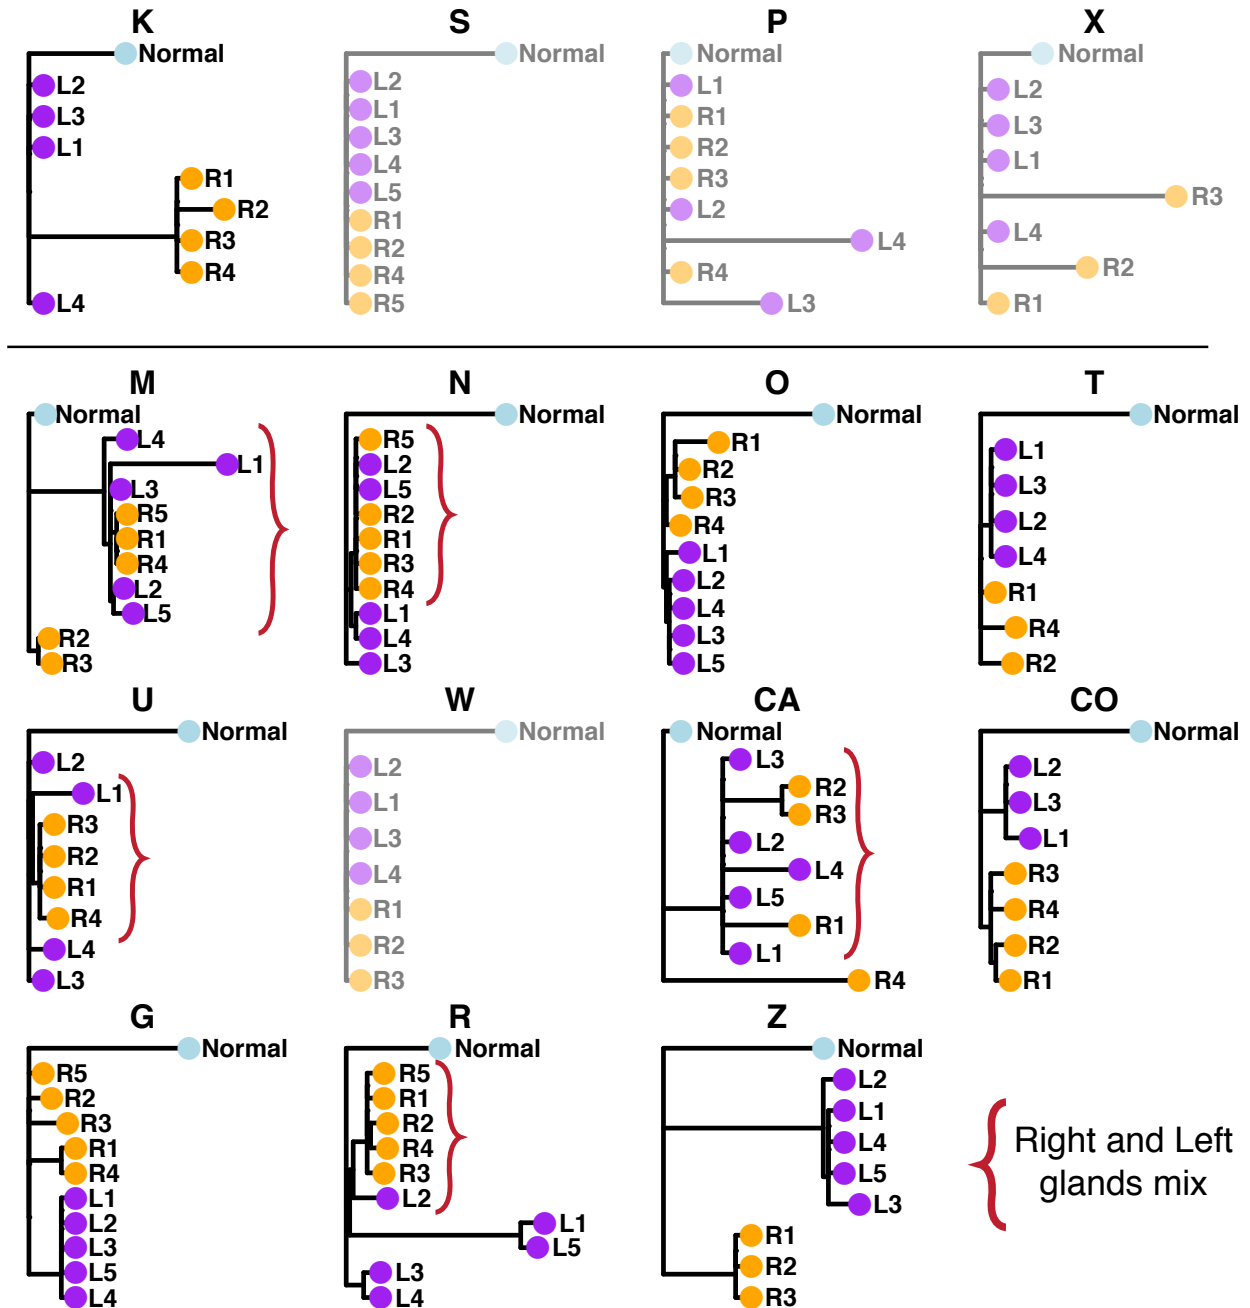 K S P X
Normal Normal Normal Normal
L2 L2 L1 L2
L3 L1 R1 L3
L1 L3 R2 L1
R1 L4 R3 R3
R2 L5 L2 L4
R3 R1 L4 R2
R4 R2 R4 R1
L4 R4 L3
R5
M N O T
Normal Normal Normal Normal
L4 R5 R1 L1
L1 L2 R2 L3
L3 L5 R3 L2
R5 R2 R4 L4
R1 R1 L1 R1
R4 R3 L2 R4
L2 R4 L4 R2
L5 L1 L3
R2 L4 L5
R3 L3
U W CA CO
Normal Normal Normal Normal
L2 L2 L3 L2
L1 L1 R2 L3
R3 L3 R3 L1
R2 L4 L2 R3
R1 R1 L4 R4
R4 R2 L5 R2
L4 R3 R1 R1
L3 L1
R4
G R Z
Normal Normal Normal
R5 R5 L2
R2 R1 L1
R3 R2 L4
R1 R4 L5
R4 R3 L3
L1 L2 R1
L2 L1 R2
L3 L5 R3
L5 L3
L4 L4
Right and Left
glands mix